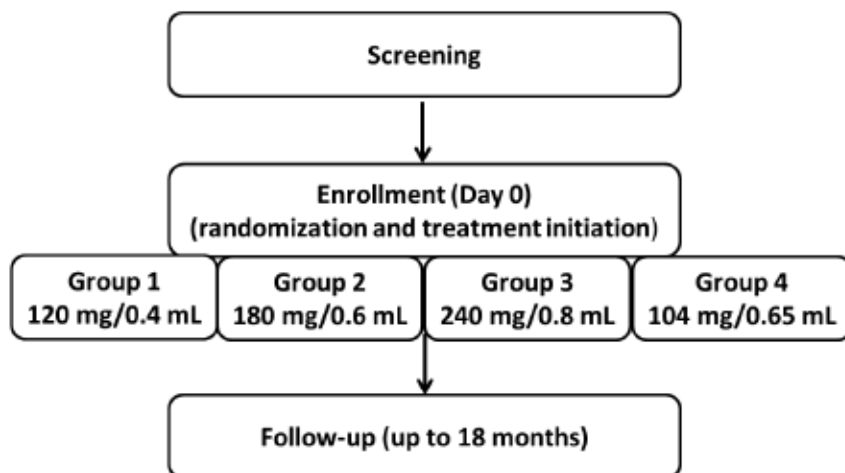 Screening
Enrollment (Day 0)
(randomization and treatment initiation)
Group 1
120 mg/0.4 mL
Group 2
180 mg/0.6 mL
Group 3
240 mg/0.8 mL
Group 4
104 mg/0.65 mL
Follow-up (up to 18 months)